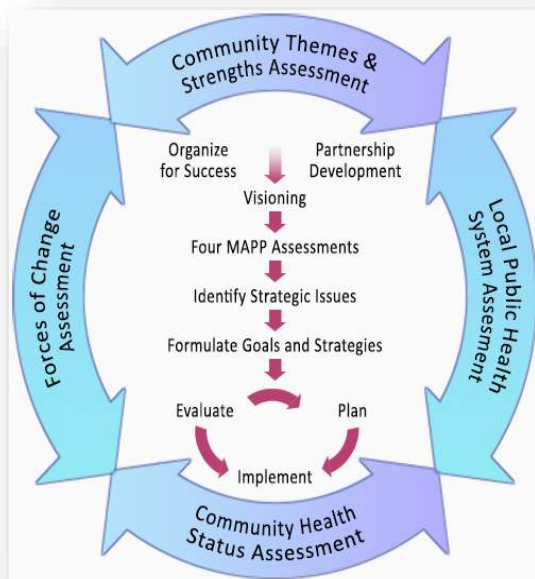 Community Themes &
Strengths Assessment
Organize
for Success
Partnership
Development
Visioning
Four MAPP Assessments
Identify Strategic Issues
Formulate Goals and Strategies
Evaluate
Plan
Implement
Forces of Change
Assessment
Local Public Health
System Assesment
Community Health
Status Assessment